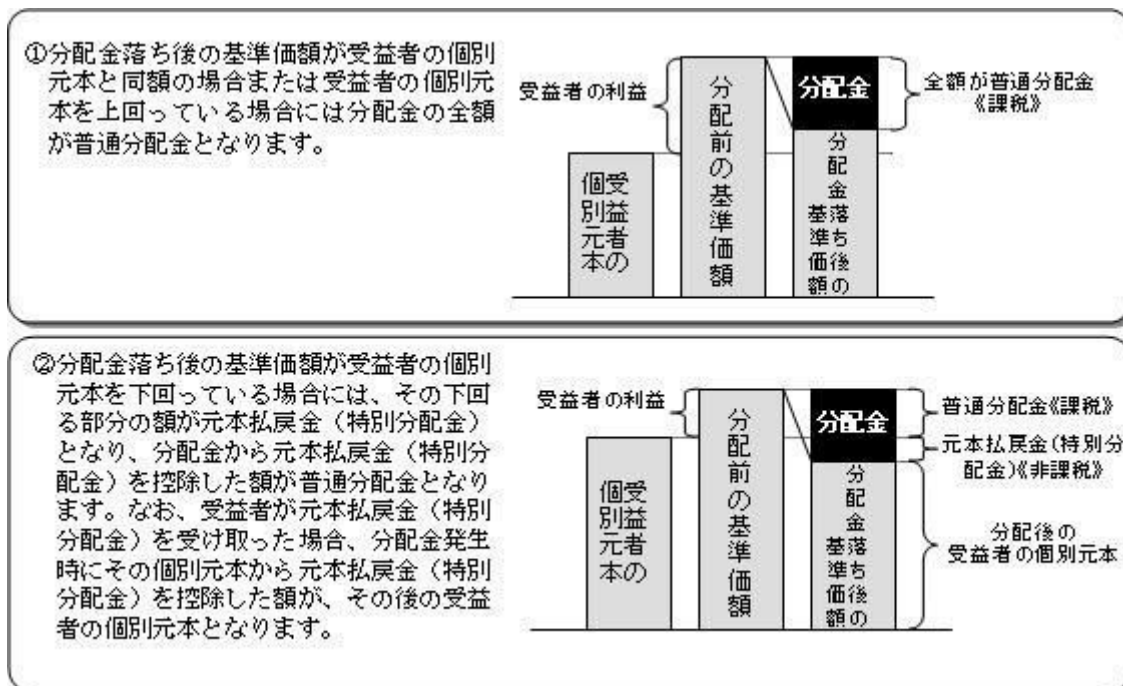 ①分配金落ち後の基準価額が受益者の個別
元本と同額の場合または受益者の個別元
本を上回っている場合には分配金の全額
が普通分配金となります。
受益者の利益
受益者の
個別元本
分配前の基準価額
分配金
分配金落ち後の
基準価額
全額が普通分配金
《課税》
②分配金落ち後の基準価額が受益者の個別
元本を下回っている場合には、その下回
る部分の額が元本払戻金（特別分配金）
となり、分配金から元本払戻金（特別分
配金）を控除した額が普通分配金となり
ます。なお、受益者が元本払戻金（特別
分配金）を受け取った場合、分配金発生
時にその個別元本から元本払戻金（特別
分配金）を控除した額が、その後の受益
者の個別元本となります。
受益者の利益
受益者の
個別元本
分配前の基準価額
分配金
分配金落ち後の
基準価額
普通分配金《課税》
元本払戻金(特別分
配金)《非課税》
分配後の
受益者の個別元本